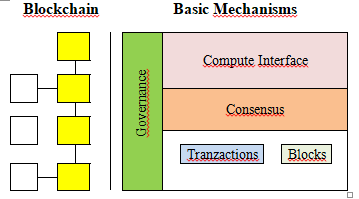 Blockchain
Basic Mechanisms
Governance
Compute Interface
Consensus
Tranzactions
Blocks